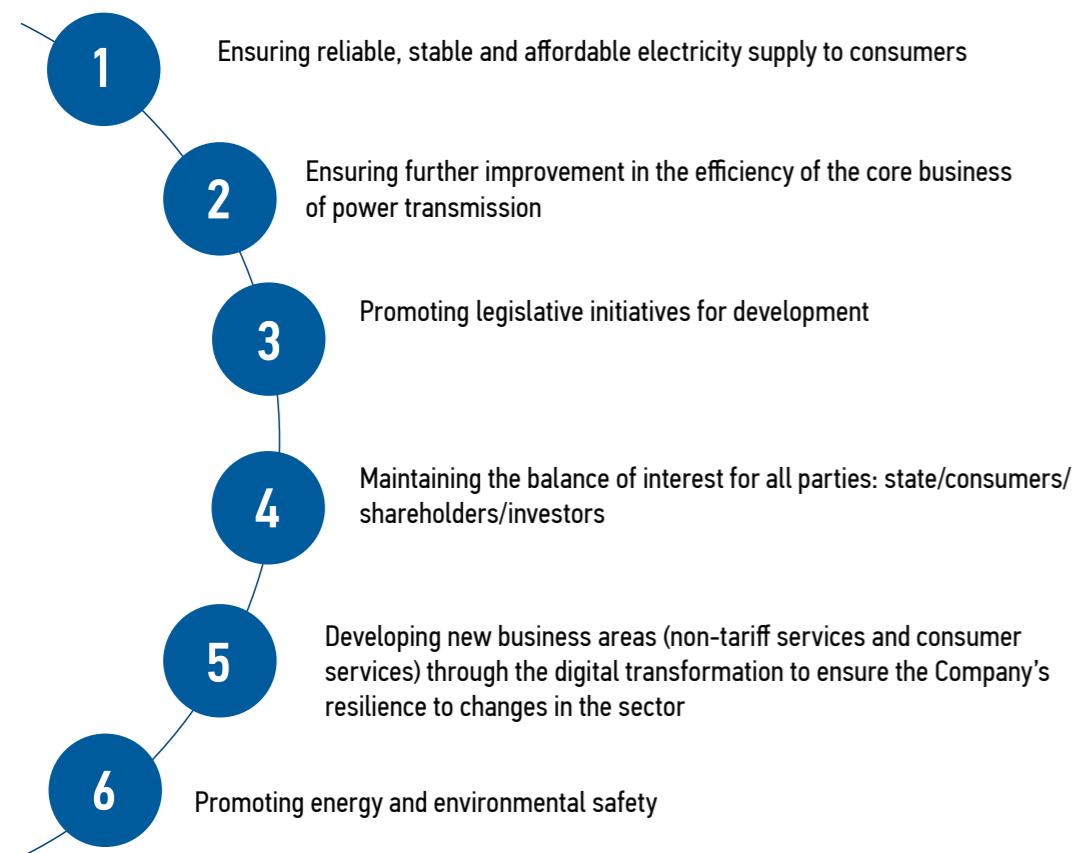 1
Ensuring reliable, stable and affordable electricity supply to consumers
2
Ensuring further improvement in the efficiency of the core business
of power transmission
3
Promoting legislative initiatives for development
4
Maintaining the balance of interest for all parties: state/consumers/
shareholders/investors
5
Developing new business areas (non-tariff services and consumer
services) through the digital transformation to ensure the Company’s
resilience to changes in the sector
6
Promoting energy and environmental safety